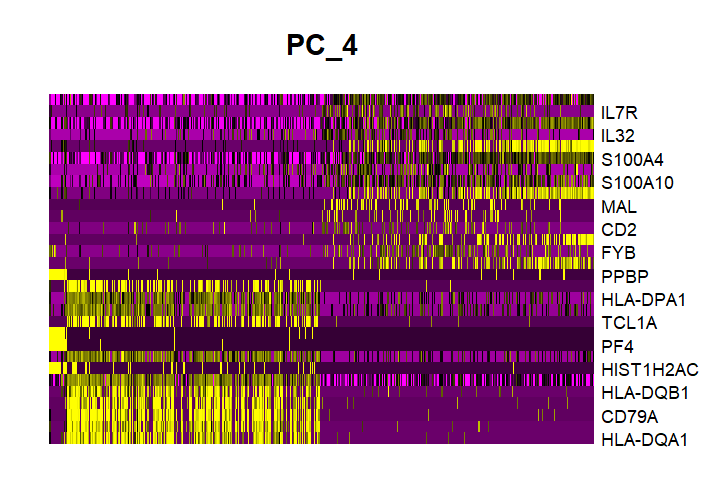 PC_4
IL7R
IL32
S100A4
S100A10
MAL
CD2
FYB
PPBP
HLA-DPA1
TCL1A
PF4
HIST1H2AC
HLA-DQB1
CD79A
HLA-DQA1